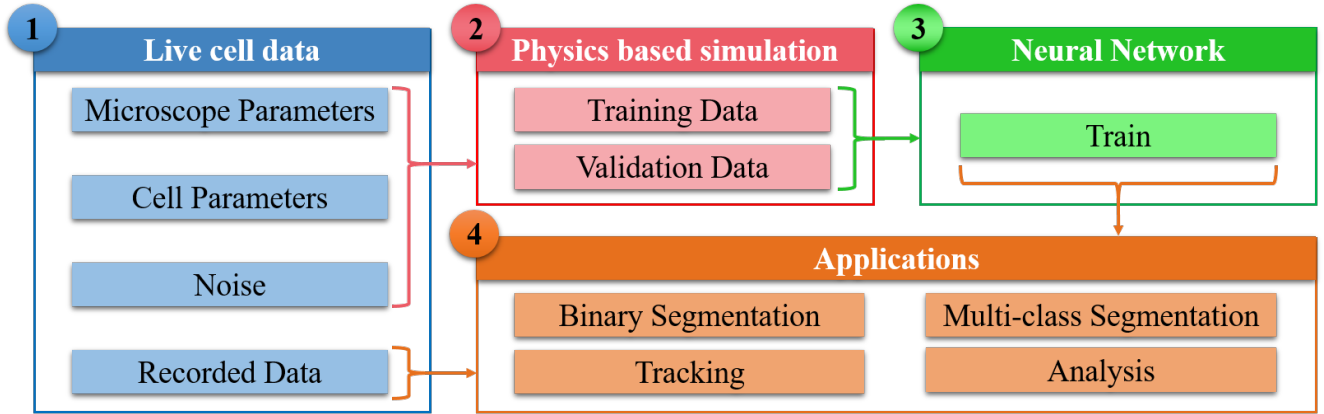 1
Live cell data
Microscope Parameters
Cell Parameters
Noise
Recorded Data
2
Physics based simulation
Training Data
Validation Data
3
Neural Network
Train
4
Applications
Binary Segmentation
Multi-class Segmentation
Tracking
Analysis